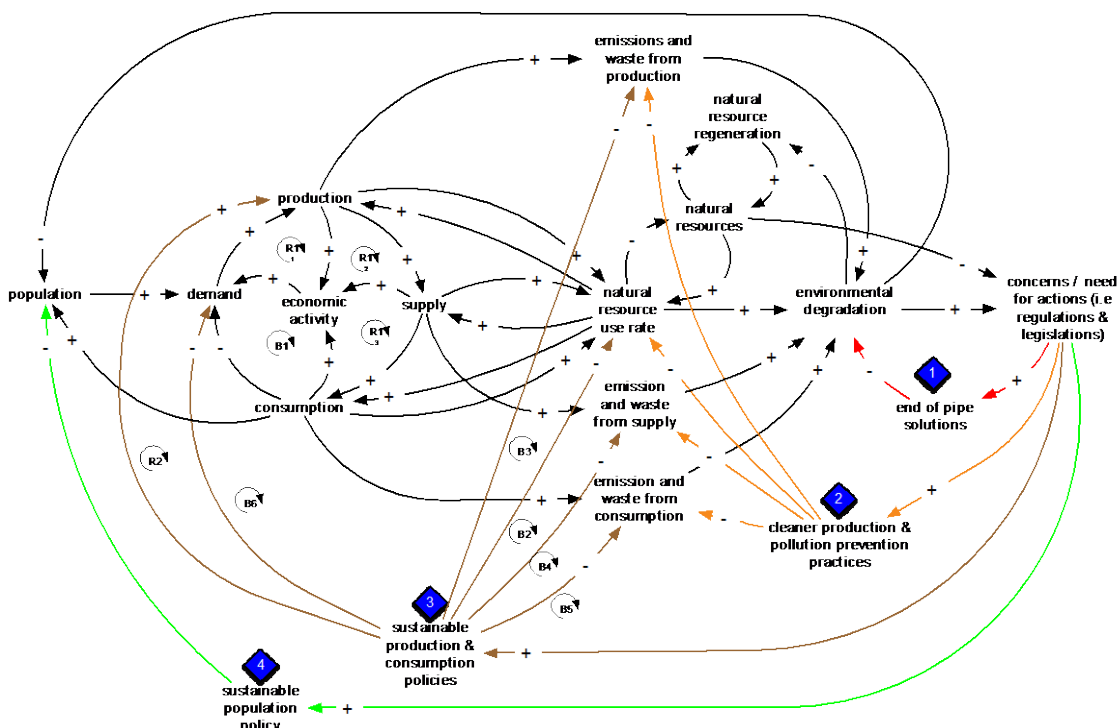 emissions and
waste from
production
+
+
-
-
natural
resource
regeneration
+
-
+
natural
resources
-
-
production
+
+
+
+
+
+
+
R1
1
R1
2
R1
3
population
+
demand
+
economic
activity
+
supply
+
+
natural
resource
use rate
+
+
environmental
degradation
+
concerns / need
for actions (i.e
regulations &
legislations)
-
+
-
-
B1
+
+
+
+
+
-
-
+
+
-
1
+
end of pipe
solutions
consumption
+
emission
and waste
from supply
-
-
B3
R2
B6
+
emission and
waste from
consumption
-
-
-
B2
B4
B5
2
+
cleaner production &
pollution prevention
practices
3
sustainable
production &
consumption
policies
+
4
sustainable
population
policy
+